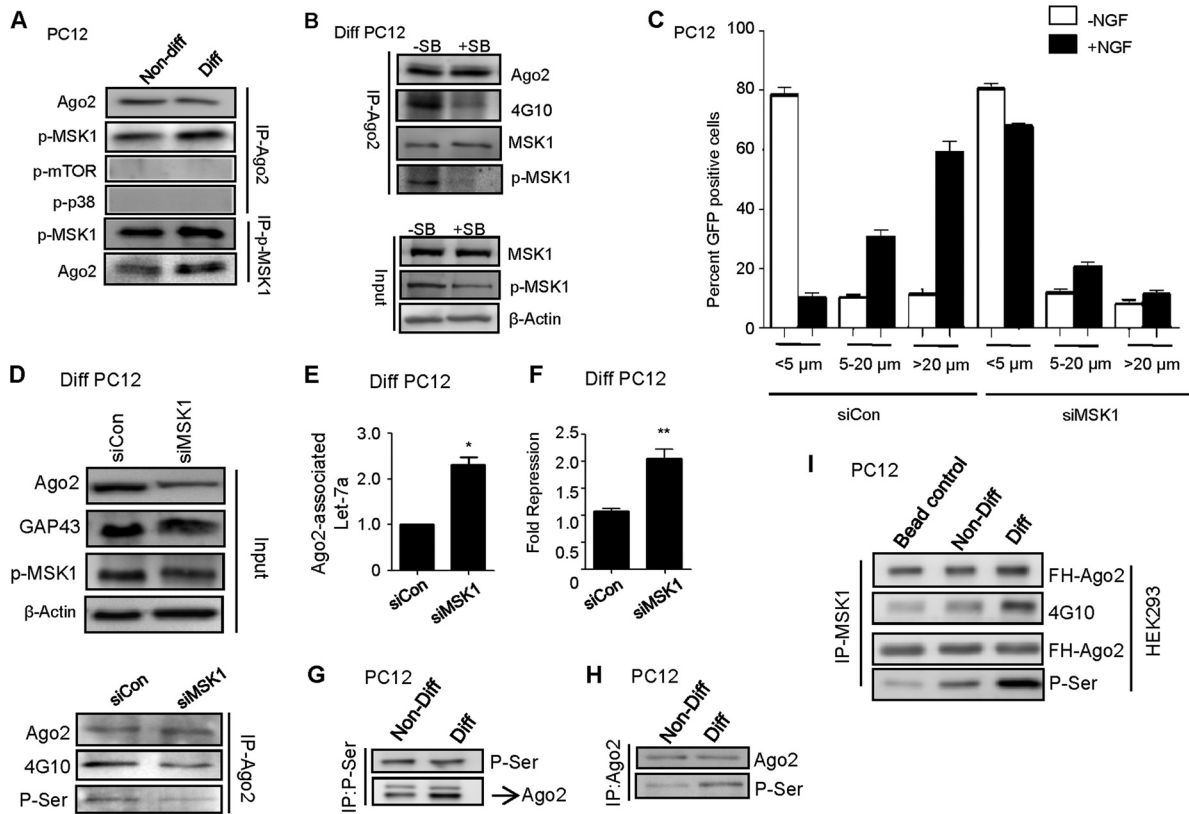 A
PC12
Non-diff
Diff
Ago2
p-MSK1
p-mTOR
p-p38
p-MSK1
Ago2
IP-Ago2
IP-p-MSK1
B
Diff PC12
-SB +SB
Ago2
4G10
MSK1
p-MSK1
IP-Ago2
-SB +SB
MSK1
p-MSK1
β-Actin
Input
C
PC12
-NGF
+NGF
Percent GFP positive cells
80
60
40
20
0
<5 µm
5-20 µm
>20 µm
<5 µm
5-20 µm
>20 µm
siCon
siMSK1
D
Diff PC12
siCon
siMSK1
Ago2
GAP43
p-MSK1
β-Actin
Input
siCon
siMSK1
Ago2
4G10
P-Ser
IP-Ago2
E
Diff PC12
Ago2-associated
Let-7a
3.0
2.0
1.0
0
*
siCon
siMSK1
F
Diff PC12
Fold Repression
2.5
2.0
1.5
1.0
0.5
0
**
siCon
siMSK1
G
PC12
Non-Diff
Diff
IP:P-Ser
P-Ser
Ago2
H
PC12
Non-Diff
Diff
IP:Ago2
Ago2
P-Ser
I
PC12
Bead control
Non-Diff
Diff
IP-MSK1
FH-Ago2
4G10
FH-Ago2
P-Ser
HEK293